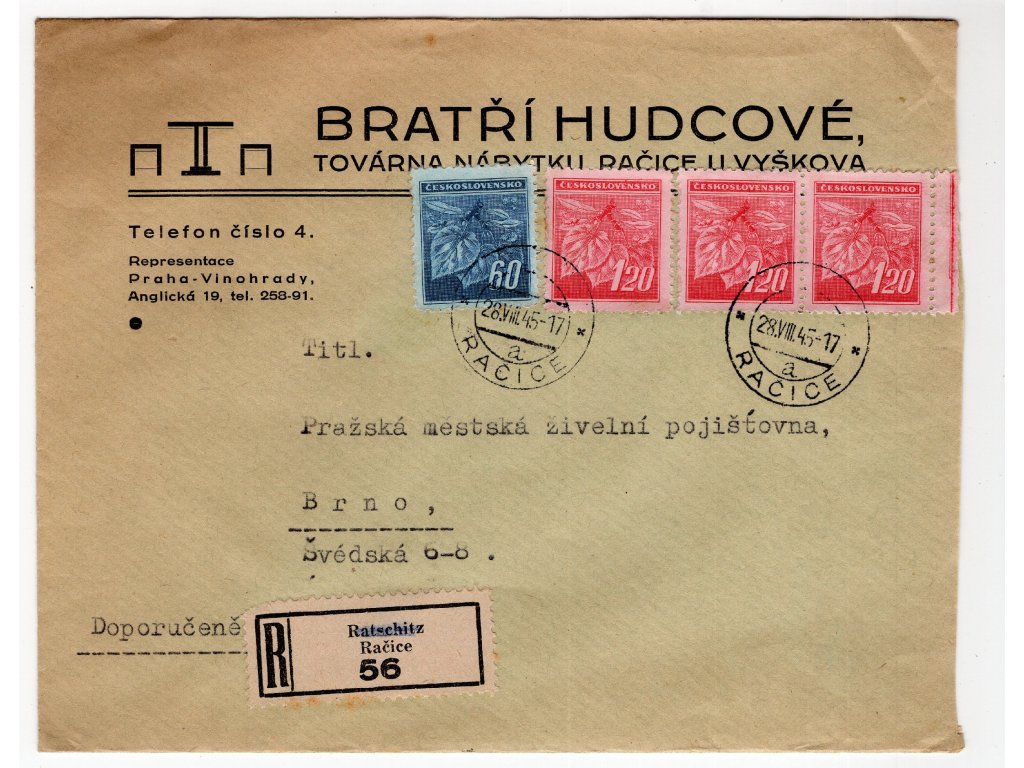 BRATŘÍ HUDCOVÉ,
TOVÁRNA NÁBYTKU RAČICE U VYŠKOVA
Telefon číslo 4.
Representace
Praha-Vinohrady,
Anglická 19, tel. 258-91.
ČESKOSLOVENSKO
60
ČESKOSLOVENSKO
1·20
ČESKOSLOVENSKO
1·20
ČESKOSLOVENSKO
1·20
28.VIII.45-17
a
RAČICE
28.VIII.45-17
a
RAČICE
Titl.
Pražská městská živelní pojišťovna,
Brno,
Švédská 6-8 .
Doporučeně
R
Ratschitz
Račice
56